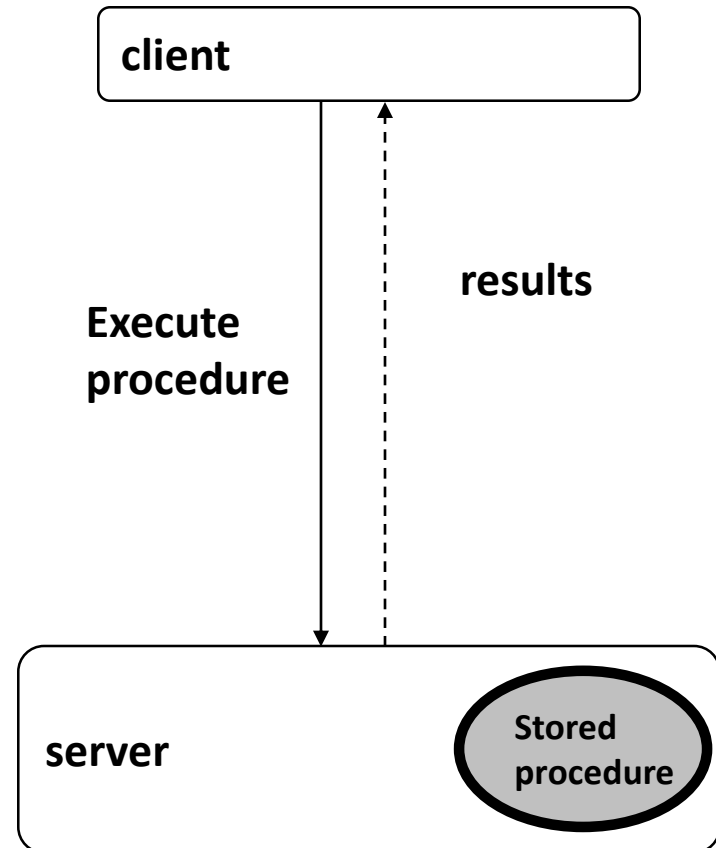 client
results
Execute
procedure
server
Stored
procedure